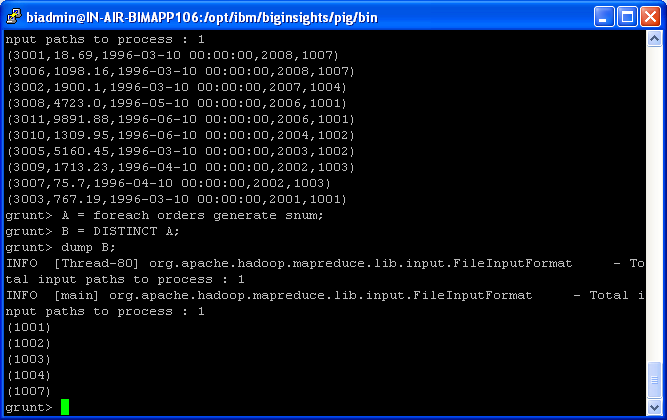 biadmin@IN-AIR-BIMAPP106:/opt/ibm/biginsights/pig/bin
nput paths to process : 1
(3001,18.69,1996-03-10 00:00:00,2008,1007)
(3006,1098.16,1996-03-10 00:00:00,2008,1007)
(3002,1900.1,1996-03-10 00:00:00,2007,1004)
(3008,4723.0,1996-05-10 00:00:00,2006,1001)
(3011,9891.88,1996-06-10 00:00:00,2006,1001)
(3010,1309.95,1996-06-10 00:00:00,2004,1002)
(3005,5160.45,1996-03-10 00:00:00,2003,1002)
(3009,1713.23,1996-04-10 00:00:00,2002,1003)
(3007,75.7,1996-04-10 00:00:00,2002,1003)
(3003,767.19,1996-03-10 00:00:00,2001,1001)
grunt> A = foreach orders generate snum;
grunt> B = DISTINCT A;
grunt> dump B;
INFO  [Thread-80] org.apache.hadoop.mapreduce.lib.input.FileInputFormat     - To
tal input paths to process : 1
INFO  [main] org.apache.hadoop.mapreduce.lib.input.FileInputFormat     - Total i
nput paths to process : 1
(1001)
(1002)
(1003)
(1004)
(1007)
grunt>